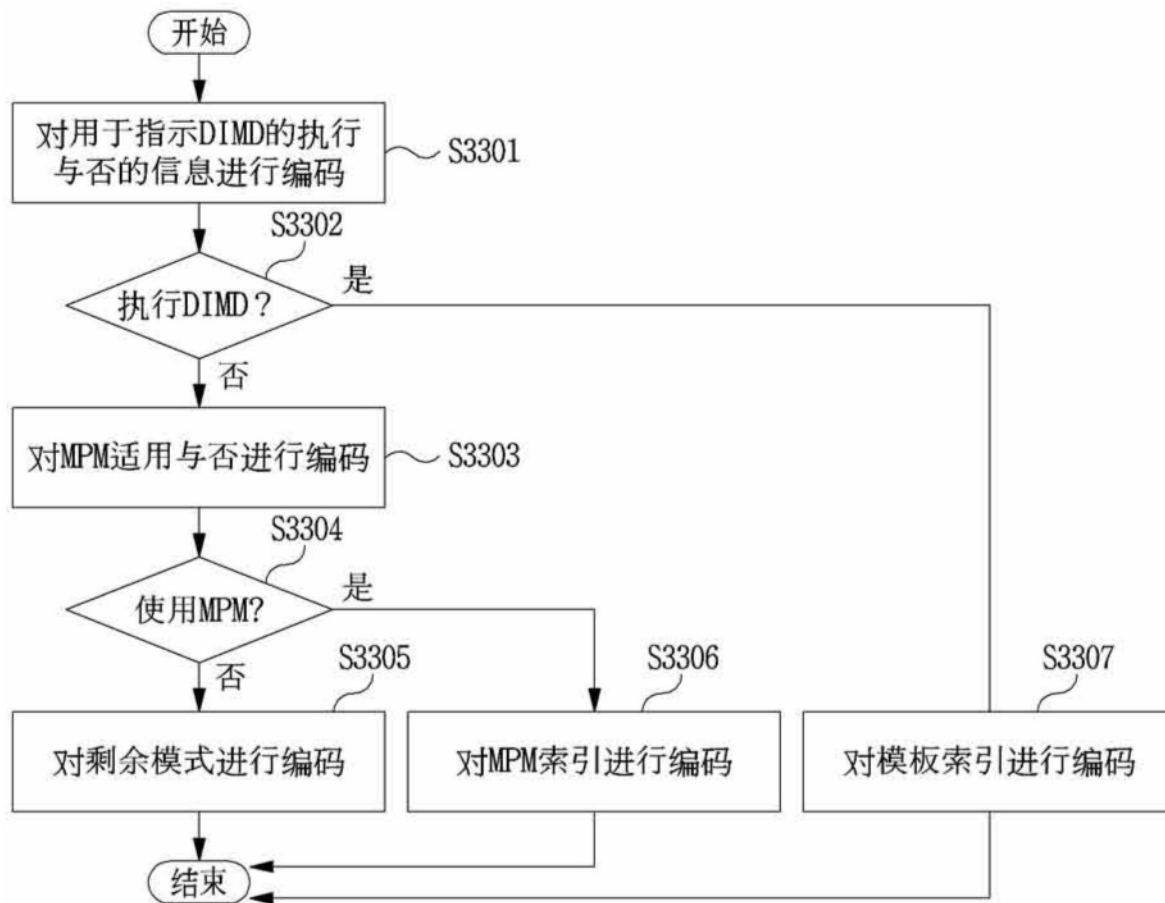 开始
对用于指示DIMD的执行
与否的信息进行编码
S3301
S3302
执行DIMD?
是
否
对MPM适用与否进行编码
S3303
S3304
使用MPM?
是
否
S3305
S3306
S3307
对剩余模式进行编码
对MPM索引进行编码
对模板索引进行编码
结束